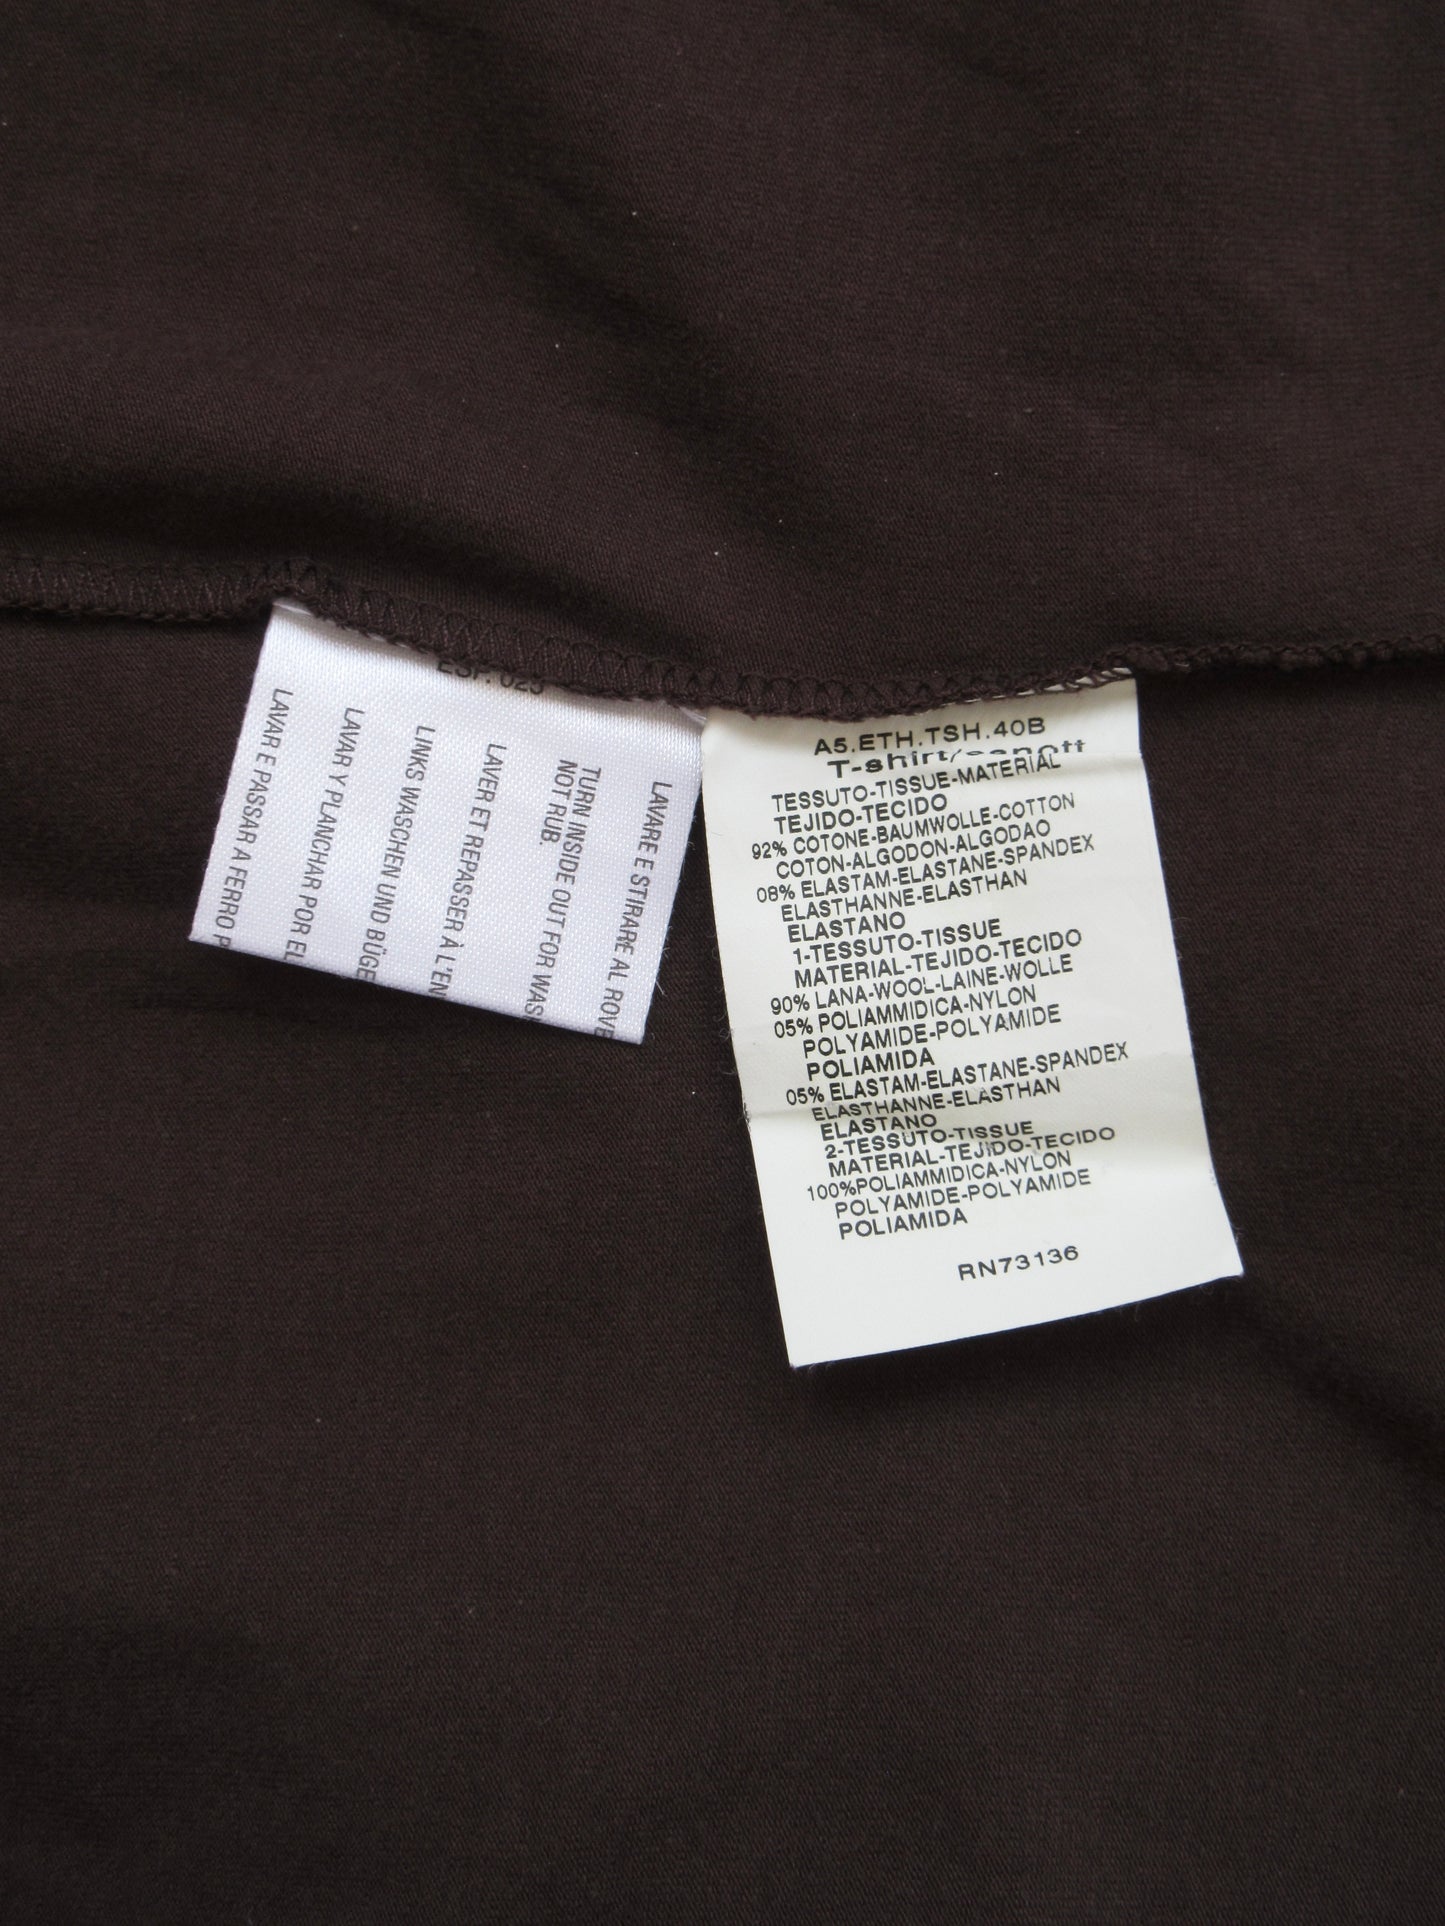 LAVARE E STIRARE AL ROVE
TURN INSIDE OUT FOR WAS
NOT RUB.
LAVER ET REPASSER À L'EN
LINKS WASCHEN UND BÜGE
LAVAR Y PLANCHAR POR EL
LAVAR E PASSAR A FERRO P
A5.ETH.TSH.40B
T-shirt/
TESSUTO-TISSUE-MATERIAL
TEJIDO-TECIDO
92% COTONE-BAUMWOLLE-COTTON
COTON-ALGODON-ALGODAO
08% ELASTAM-ELASTANE-SPANDEX
ELASTHANNE-ELASTHAN
ELASTANO
1-TESSUTO-TISSUE
MATERIAL-TEJIDO-TECIDO
90% LANA-WOOL-LAINE-WOLLE
05% POLIAMMIDICA-NYLON
POLYAMIDE-POLYAMIDE
POLIAMIDA
05% ELASTAM-ELASTANE-SPANDEX
ELASTHANNE-ELASTHAN
ELASTANO
2-TESSUTO-TISSUE
MATERIAL-TEJIDO-TECIDO
100%POLIAMMIDICA-NYLON
POLYAMIDE-POLYAMIDE
POLIAMIDA
RN73136